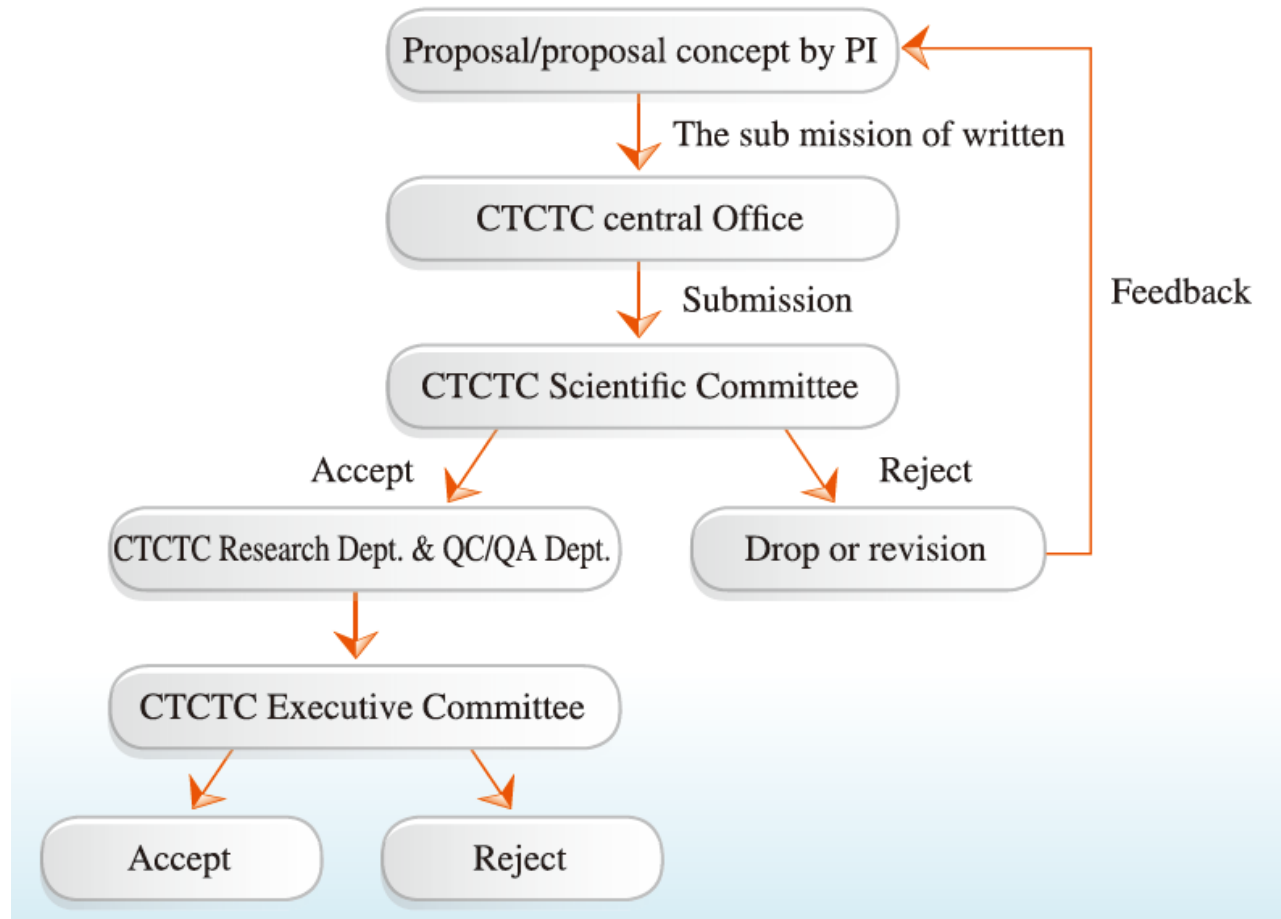 Proposal/proposal concept by PI
The sub mission of written
CTCTC central Office
Submission
Feedback
CTCTC Scientific Committee
Accept
Reject
CTCTC Research Dept. & QC/QA Dept.
Drop or revision
CTCTC Executive Committee
Accept
Reject